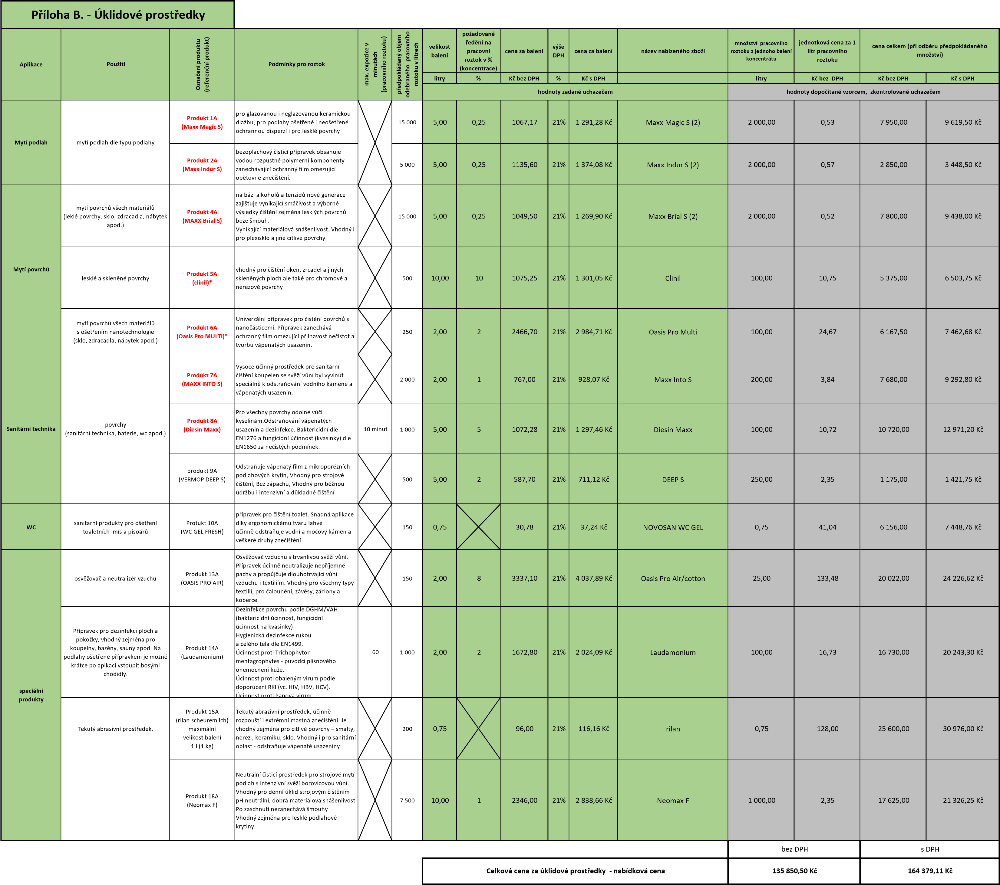 Příloha B. - Úklidové prostředky
Aplikace
Použití
Označení produktu
(referenční produkt)
Podmínky pro roztok
max. expozice v
minutách
(pracovního roztoku)
předpokládaný objem
odebraného pracovního
roztoku v litrech
velikost
balení
požadované
ředění na
pracovní
roztok v %
(koncentrace)
cena za balení
výše
DPH
cena za balení
název nabízeného zboží
množství pracovního
roztoku z jednoho balení
koncentrátu
jednotková cena za 1
litr pracovního
roztoku
cena celkem (při odběru předpokládaného
množství)
litry
%
Kč bez DPH
%
Kč s DPH
-
litry
Kč bez DPH
Kč bez DPH
Kč s DPH
hodnoty zadané uchazečem
hodnoty dopočítané vzorcem, zkontrolované uchazečem
Mytí podlah
mytí podlah dle typu podlahy
Produkt 1A
(Maxx Magic S)
pro glazovanou i neglazovanou keramickou
dlažbu, pro podlahy ošetřené i neošetřené
ochrannou disperzí i pro lesklé povrchy
15 000
5,00
0,25
1067,17
21%
1 291,28 Kč
Maxx Magic S (2)
2 000,00
0,53
7 950,00
9 619,50 Kč
Produkt 2A
(Maxx Indur S)
bezoplachový čisticí přípravek obsahuje
vodou rozpustné polymerní komponenty
zanechávající ochranný film omezující
opětovné znečištění.
5 000
5,00
0,25
1135,60
21%
1 374,08 Kč
Maxx Indur S (2)
2 000,00
0,57
2 850,00
3 448,50 Kč
Mytí povrchů
mytí povrchů všech materiálů
(leklé povrchy, sklo, zdracadla, nábytek
apod.)
Produkt 4A
(MAXX Brial S)
na bázi alkoholů a tenzidů nové generace
zajišťuje vynikající smáčivost a výborné
výsledky čištění zejména lesklých povrchů
beze šmouh.
Vynikající materiálová snášenlivost. Vhodný i
pro plexisklo a jiné citlivé povrchy.
15 000
5,00
0,25
1049,50
21%
1 269,90 Kč
Maxx Brial S (2)
2 000,00
0,52
7 800,00
9 438,00 Kč
lesklé a skleněné povrchy
Produkt 5A
(clinil)*
vhodný pro čištění oken, zrcadel a jiných
skleněných ploch ale také pro chromové a
nerezové povrchy
500
10,00
10
1075,25
21%
1 301,05 Kč
Clinil
100,00
10,75
5 375,00
6 503,75 Kč
mytí povrchů všech materiálů
s ošetřením nanotechnologie
(sklo, zdracadla, nábytek apod.)
Produkt 6A
(Oasis Pro MULTI)*
Univerzální přípravek pro čistění povrchů s
nanočásticemi. Přípravek zanechává
ochranný film omezující přilnavost nečistot a
tvorbu vápenatých usazenin.
250
2,00
2
2466,70
21%
2 984,71 Kč
Oasis Pro Multi
100,00
24,67
6 167,50
7 462,68 Kč
Sanitární technika
povrchy
(sanitární technika, baterie, wc apod.)
Produkt 7A
(MAXX INTO S)
Vysoce účinný prostředek pro sanitární
čištění koupelen se svěží vůní byl vyvinut
speciálně k odstraňování vodního kamene a
vápenatých usazenin.
2 000
2,00
1
767,00
21%
928,07 Kč
Maxx Into S
200,00
3,84
7 680,00
9 292,80 Kč
Produkt 8A
(Diesin Maxx)
Pro všechny povrchy odolné vůči
kyselinám.Odstraňování vápenatých
usazenin a dezinfekce. Baktericidní dle
EN1276 a fungicidní účinnost (kvasinky) dle
EN1650 za nečistých podmínek.
10 minut
1 000
5,00
5
1072,28
21%
1 297,46 Kč
Diesin Maxx
100,00
10,72
10 720,00
12 971,20 Kč
produkt 9A
(VERMOP DEEP S)
Odstraňuje vápenatý film z mikroporézních
podlahových krytin, Vhodný pro strojové
čištění, Bez zápachu, Vhodný pro běžnou
údržbu i intenzivní a důkladné čištění
500
5,00
2
587,70
21%
711,12 Kč
DEEP S
250,00
2,35
1 175,00
1 421,75 Kč
WC
sanitarní produkty pro ošetření
toaletních mís a pisoárů
Protukt 10A
(WC GEL FRESH)
přípravek pro čištění toalet. Snadná aplikace
díky ergonomickému tvaru lahve
účinně odstraňuje vodní a močový kámen a
veškeré druhy znečištění
150
0,75
30,78
21%
37,24 Kč
NOVOSAN WC GEL
0,75
41,04
6 156,00
7 448,76 Kč
speciální
produkty
osvěžovač a neutralizér vzuchu
Produkt 13A
(OASIS PRO AIR)
Osvěžovač vzduchu s trvanlivou svěží vůní.
Přípravek účinně neutralizuje nepříjemné
pachy a propůjčuje dlouhotrvající vůni
vzduchu i textiliím. Vhodný pro všechny typy
textilií, pro čalounění, závěsy, záclony a
koberce.
150
2,00
8
3337,10
21%
4 037,89 Kč
Oasis Pro Air/cotton
25,00
133,48
20 022,00
24 226,62 Kč
Přípravek pro dezinfekci ploch a
pokožky, vhodný zejména pro
koupelny, bazény, sauny apod. Na
podlahy ošetřené přípravkem je možné
krátce po aplkaci vstoupit bosými
chodidly.
Produkt 14A
(Laudamonium)
Dezinfekce povrchu podle DGHM/VAH
(baktericidní úcinnost, fungicidní
úcinnost na kvasinky)
Hygienická dezinfekce rukou
a celého tela dle EN1499.
Úcinnost proti Trichophyton
mentagrophytes - puvodci plísnového
onemocnení kuže.
Úcinnost proti obaleným virum podle
doporucení RKI (vc. HIV, HBV, HCV).
Úcinnost proti Papova virum
60
1 000
2,00
2
1672,80
21%
2 024,09 Kč
Laudamonium
100,00
16,73
16 730,00
20 243,30 Kč
Tekutý abrasivní prostředek.
Produkt 15A
(rilan scheuremilch)
maximální
velikost balení
1 l (1 kg)
Tekutý abrazivní prostředek, účinně
rozpouští i extrémní mastná znečištění. Je
vhodný zejména pro citlivé povrchy – smalty,
nerez , keramiku, sklo. Vhodný i pro sanitární
oblast - odstraňuje vápenaté usazeniny
200
0,75
96,00
21%
116,16 Kč
rilan
0,75
128,00
25 600,00
30 976,00 Kč
Produkt 18A
(Neomax F)
Neutrální čisticí prostředek pro strojové mytí
podlah s intenzivní svěží borovicovou vůní.
Vhodný pro denní úklid strojovým čištěním
pH neutrální, dobrá materiálová snášenlivost
Po zaschnutí nezanechává šmouhy
Vhodný zejména pro lesklé podlahové
krytiny.
7 500
10,00
1
2346,00
21%
2 838,66 Kč
Neomax F
1 000,00
2,35
17 625,00
21 326,25 Kč
bez DPH
s DPH
Celková cena za úklidové prostředky - nabídková cena
135 850,50 Kč
164 379,11 Kč